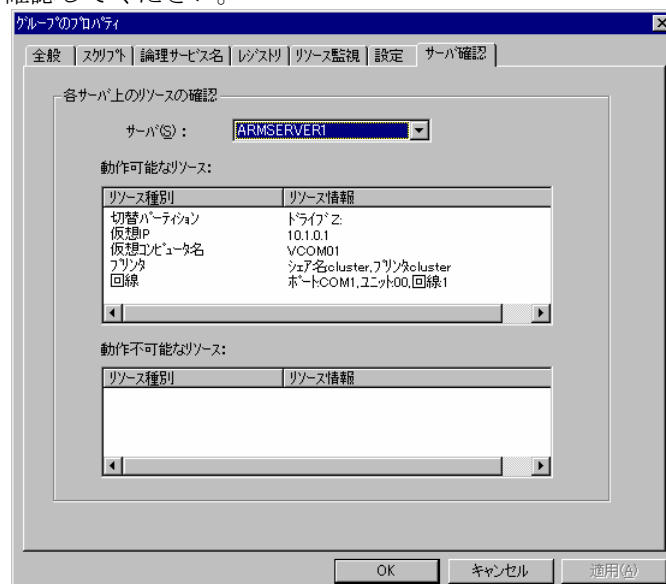 確認してください。
グループのプロパティ
全般 スクリプト 論理サービス名 レジストリ リソース監視 設定 サーバ確認
各サーバ上のリソースの確認
サーバ(S): ARMSERVER1
動作可能なリソース:
リソース種別 リソース情報
切替パーティション ドライブ Z:
仮想IP 10.1.0.1
仮想コンピュータ名 VCOM01
プリンタ シェア名cluster,プリンタcluster
回線 ポートCOM1,ユニット00,回線1
動作不可能なリソース:
リソース種別 リソース情報
OK キャンセル 適用(A)